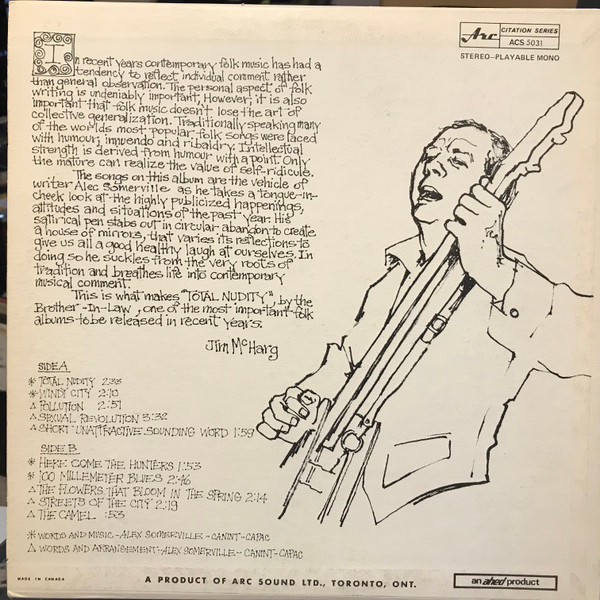 Arc
CITATION SERIES
ACS 5031
STEREO-PLAYABLE MONO
In recent years contemporary folk music has had a
tendency to reflect individual comment rather
than general observation. The personal aspect of folk
writing is undeniably important. However, it is also
important that folk music doesn't lose the art of
collective generalization. Traditionally speaking many
of the worlds most popular folk songs were laced
with humour, innuendo and ribaldry. Intellectual
strength is derived from humour with a point. Only
the mature can realize the value of self-ridicule.
The songs on this album are the vehicle of
writer Alec Somerville as he takes a tongue-in-
cheek look at the highly publicized happenings,
attitudes and situations of the past year. His
satirical pen stabs out in circular abandon to create
a house of mirrors, that varies its reflections to
give us all a good healthy laugh at ourselves. In
doing so he suckles from the very roots of
tradition and breathes life into contemporary
musical comment.
This is what makes "TOTAL NUDITY", by the
Brother-In-Law, one of the most important folk
albums to be released in recent years.
Jim McHarg
SIDE A
* TOTAL NUDITY 2:33
* WINDY CITY 2:10
△ POLLUTION 2:51
△ SEXUAL REVOLUTION 3:32
△ SHORT UNATTRACTIVE SOUNDING WORD 1:59
SIDE B
* HERE COME THE HUNTERS 1:53
* 100 MILLEMETER BLUES 2:46
△ THE FLOWERS THAT BLOOM IN THE SPRING 2:14
△ STREETS OF THE CITY 2:19
△ THE CAMEL :53
* WORDS AND MUSIC-ALEX SOMERVILLE-CANINT-CAPAC
△ WORDS AND ARRANGEMENT-ALEX SOMERVILLE-CANINT-CAPAC
MADE IN CANADA
A PRODUCT OF ARC SOUND LTD., TORONTO, ONT.
an ahed product